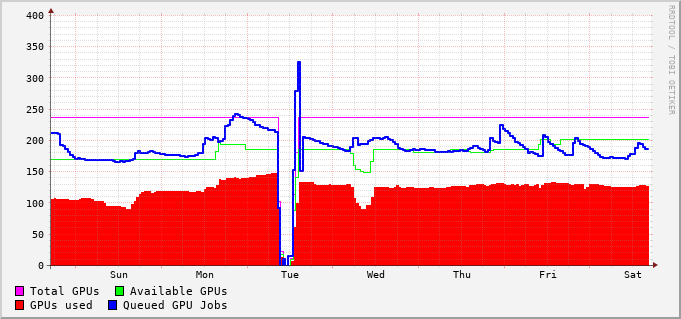 RRDTOOL / TOBI OETIKER
400
350
300
250
200
150
100
50
0
Sun Mon Tue Wed Thu Fri Sat
Total GPUs Available GPUs
GPUs used Queued GPU Jobs